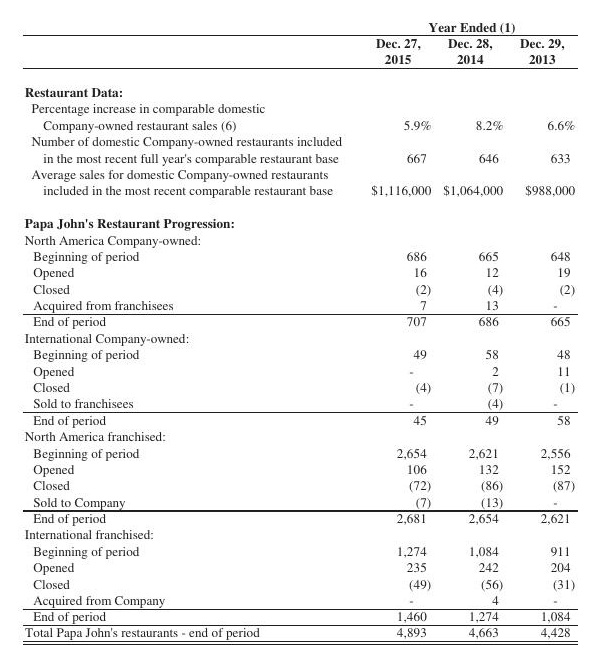 Year Ended (1)
Dec. 27, Dec. 28, Dec. 29,
2015 2014 2013
Restaurant Data:
Percentage increase in comparable domestic
Company-owned restaurant sales (6) 5.9% 8.2% 6.6%
Number of domestic Company-owned restaurants included
in the most recent full year's comparable restaurant base 667 646 633
Average sales for domestic Company-owned restaurants
included in the most recent comparable restaurant base $1,116,000 $1,064,000 $988,000
Papa John's Restaurant Progression:
North America Company-owned:
Beginning of period 686 665 648
Opened 16 12 19
Closed (2) (4) (2)
Acquired from franchisees 7 13 -
End of period 707 686 665
International Company-owned:
Beginning of period 49 58 48
Opened - 2 11
Closed (4) (7) (1)
Sold to franchisees - (4) -
End of period 45 49 58
North America franchised:
Beginning of period 2,654 2,621 2,556
Opened 106 132 152
Closed (72) (86) (87)
Sold to Company (7) (13) -
End of period 2,681 2,654 2,621
International franchised:
Beginning of period 1,274 1,084 911
Opened 235 242 204
Closed (49) (56) (31)
Acquired from Company - 4 -
End of period 1,460 1,274 1,084
Total Papa John's restaurants - end of period 4,893 4,663 4,428